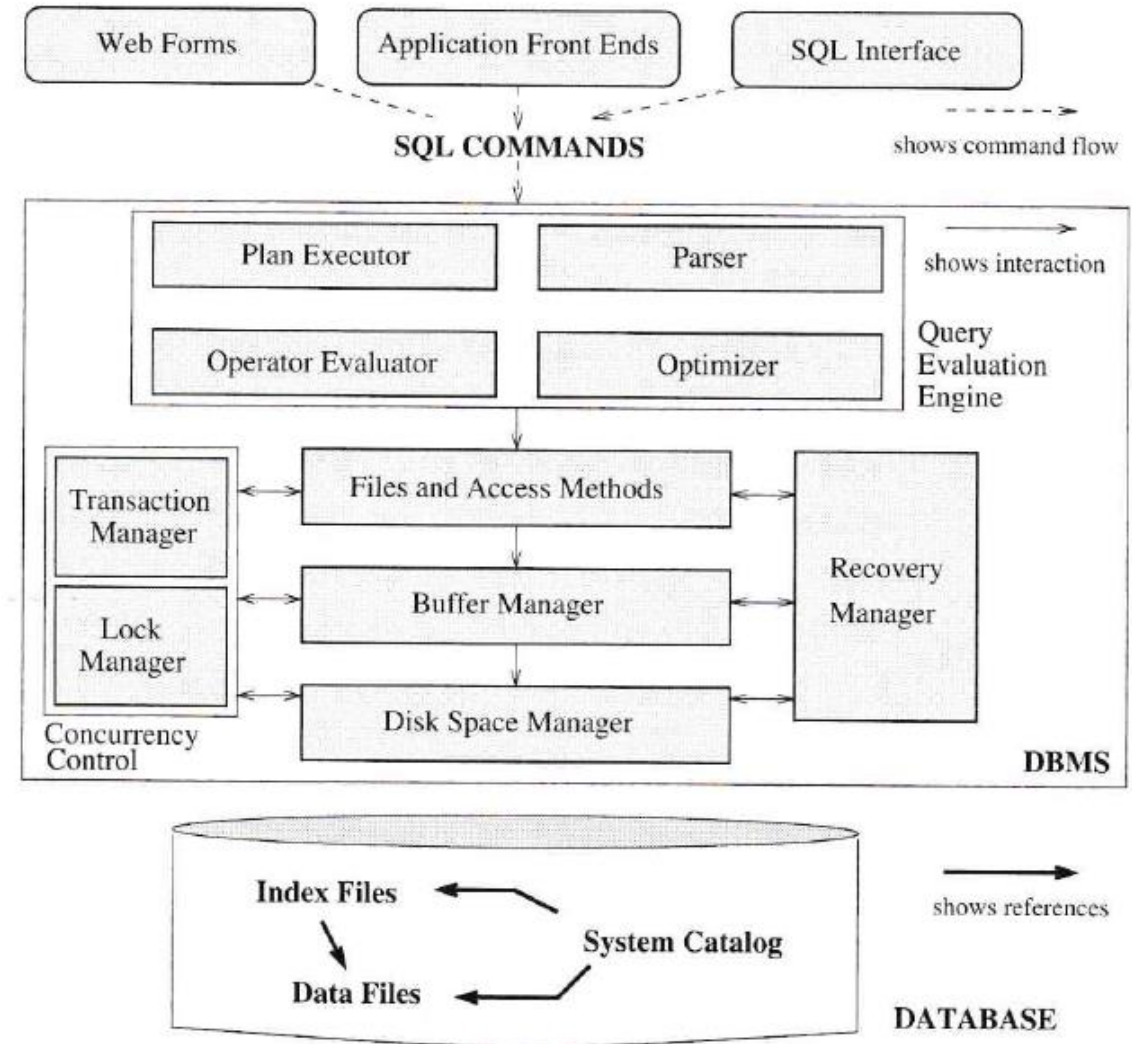 Web Forms
Application Front Ends
SQL Interface
SQL COMMANDS
shows command flow
Plan Executor
Parser
shows interaction
Operator Evaluator
Optimizer
Query
Evaluation
Engine
Transaction
Manager
Files and Access Methods
Recovery
Manager
Buffer Manager
Lock
Manager
Disk Space Manager
Concurrency
Control
DBMS
Index Files
shows references
System Catalog
Data Files
DATABASE